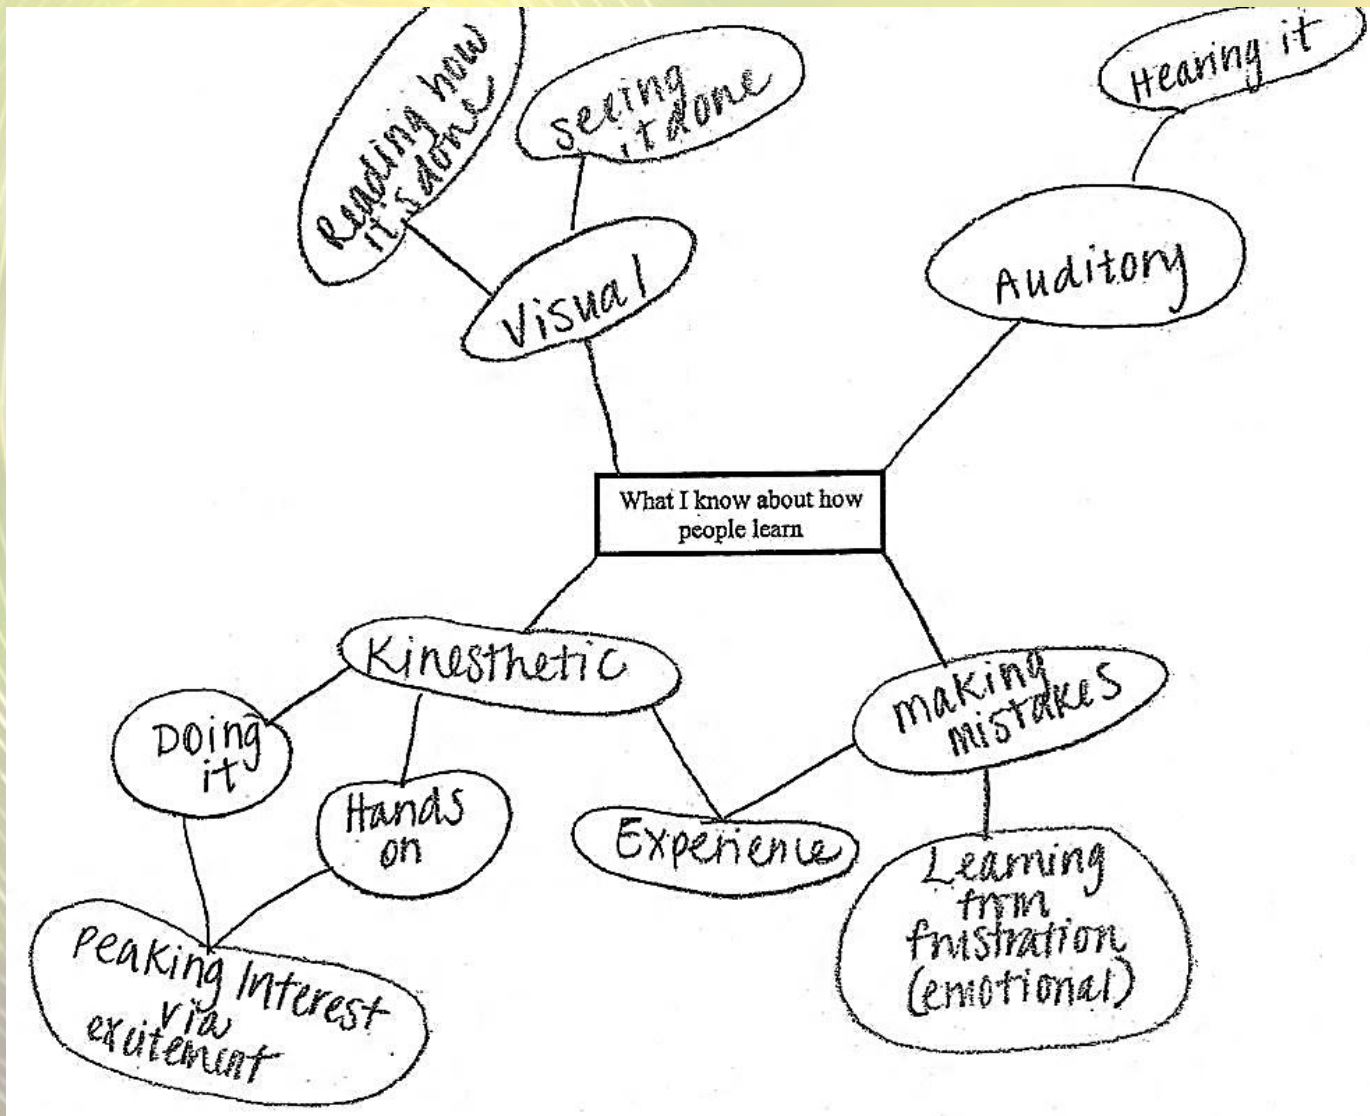 Reading how
it's done
seeing
it done
Hearing it
Visual
Auditory
What I know about how
people learn
Kinesthetic
making
mistakes
Doing
it
Hands
on
Experience
Learning
from
frustration
(emotional)
Peaking Interest
via
excitement